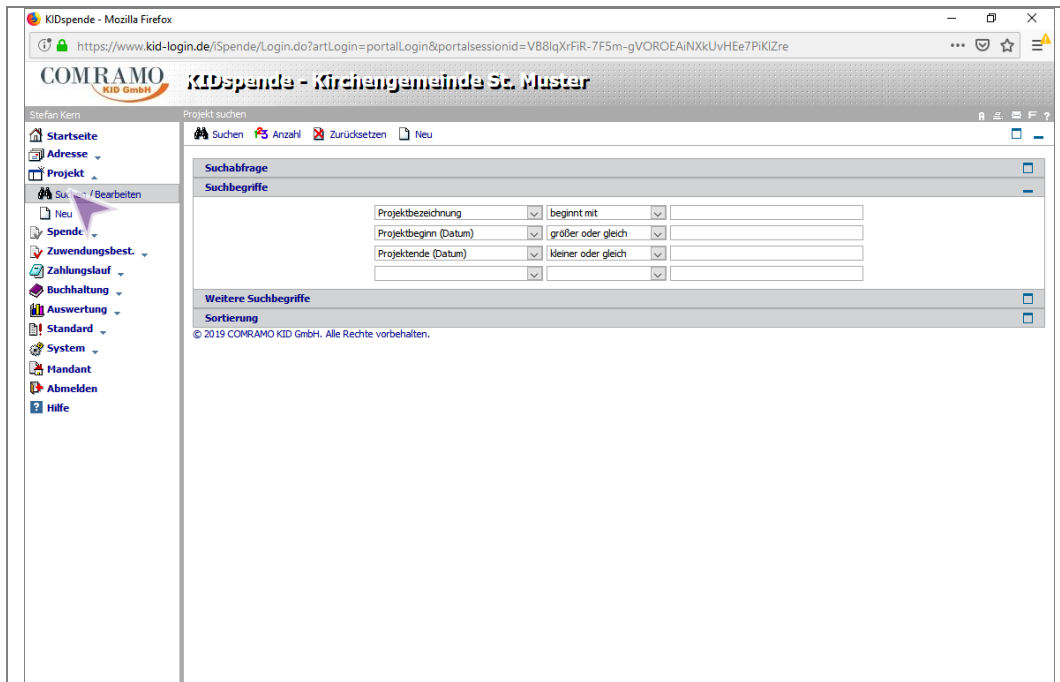 KIDspende - Mozilla Firefox
https://www.kid-login.de/iSpende/Login.do?artLogin=portalLogin&portalsessionid=VB8lqXrFiR-7F5m-gVOROEAiNXkUvHEe7PiKlZre
COMRAMO
KID GmbH
KIDspende - Kirchengemeinde St. Muster
Stefan Kern
Projekt suchen
A F ?
Startseite
Adresse
Projekt
/ Bearbeiten
Neu
Spende
Zuwendungsbest.
Zahlungslauf
Buchhaltung
Auswertung
Standard
System
Mandant
Abmelden
Hilfe
Suchen Anzahl Zurücksetzen Neu
Suchabfrage
Suchbegriffe
Projektbezeichnung beginnt mit
Projektbeginn (Datum) größer oder gleich
Projektende (Datum) kleiner oder gleich
Weitere Suchbegriffe
Sortierung
© 2019 COMRAMO KID GmbH. Alle Rechte vorbehalten.